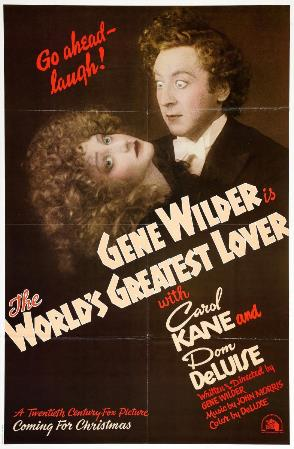 Go ahead—
laugh!
GENE WILDER is
The
WORLD'S GREATEST LOVER
with
Carol
KANE and
Dom
DeLUISE
Written & Directed by
GENE WILDER
Music by JOHN MORRIS
Color by DeLUXE
A Twentieth Century-Fox Picture
Coming For Christmas